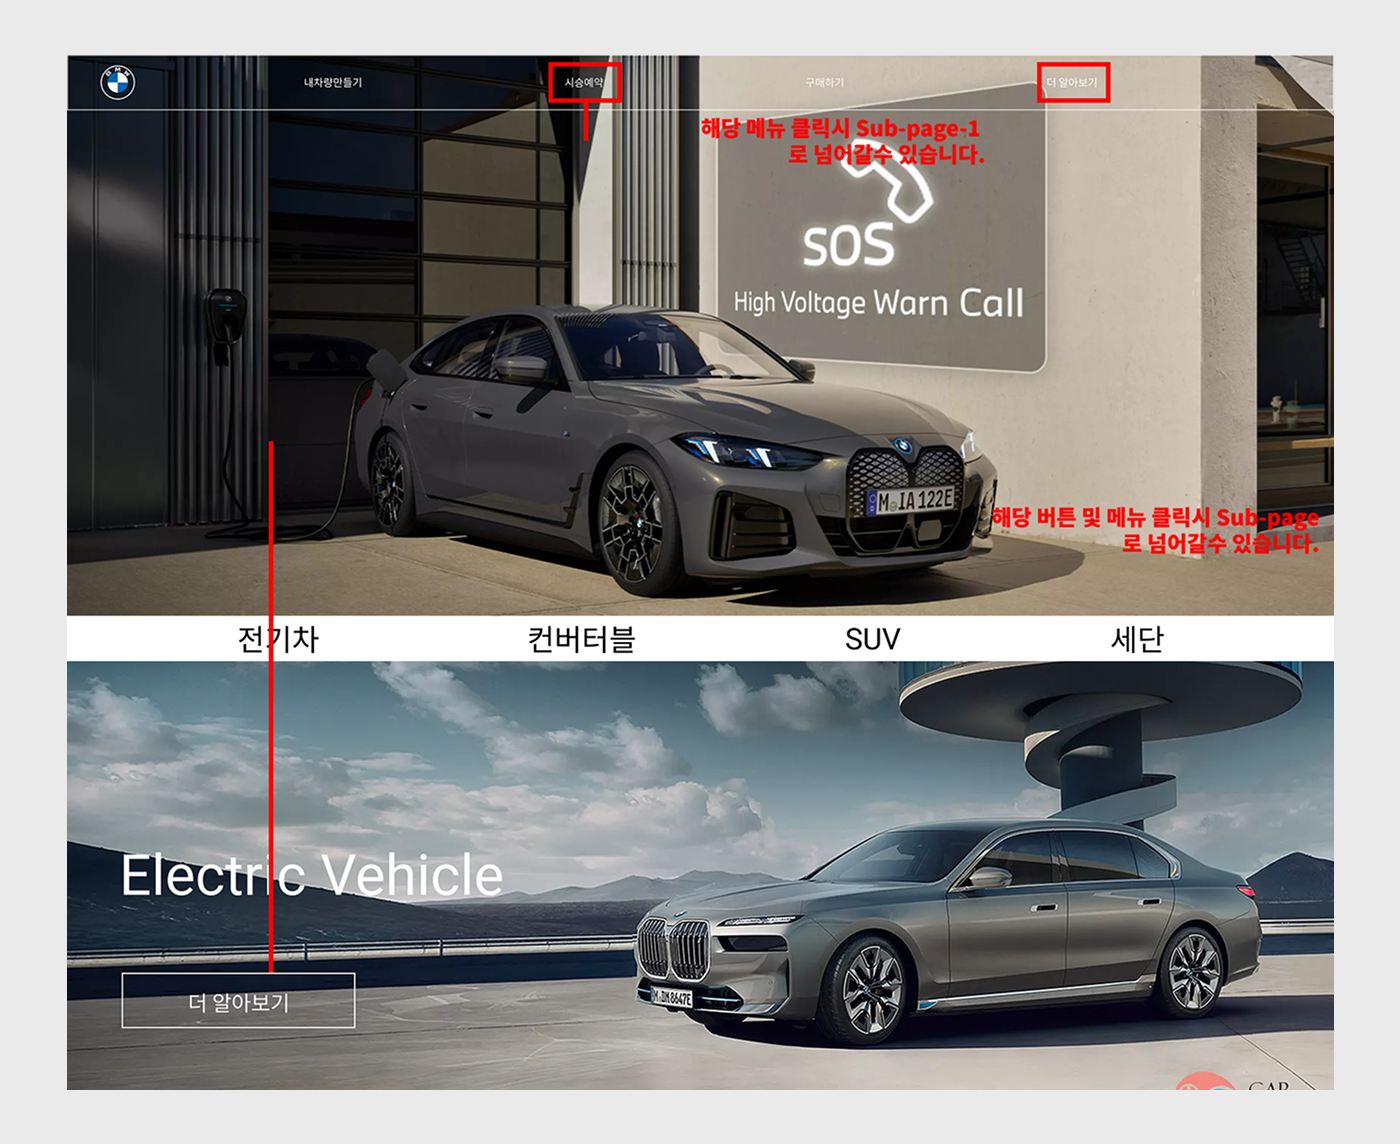 BMW
내차량만들기
시승예약
구매하기
더 알아보기
해당 메뉴 클릭시 Sub-page-1
로 넘어갈수 있습니다.
SOS
High Voltage Warn Call
M IA 122E
해당 버튼 및 메뉴 클릭시 Sub-page
로 넘어갈수 있습니다.
전기차
컨버터블
SUV
세단
Electric Vehicle
M DM 8647E
더 알아보기
CAR